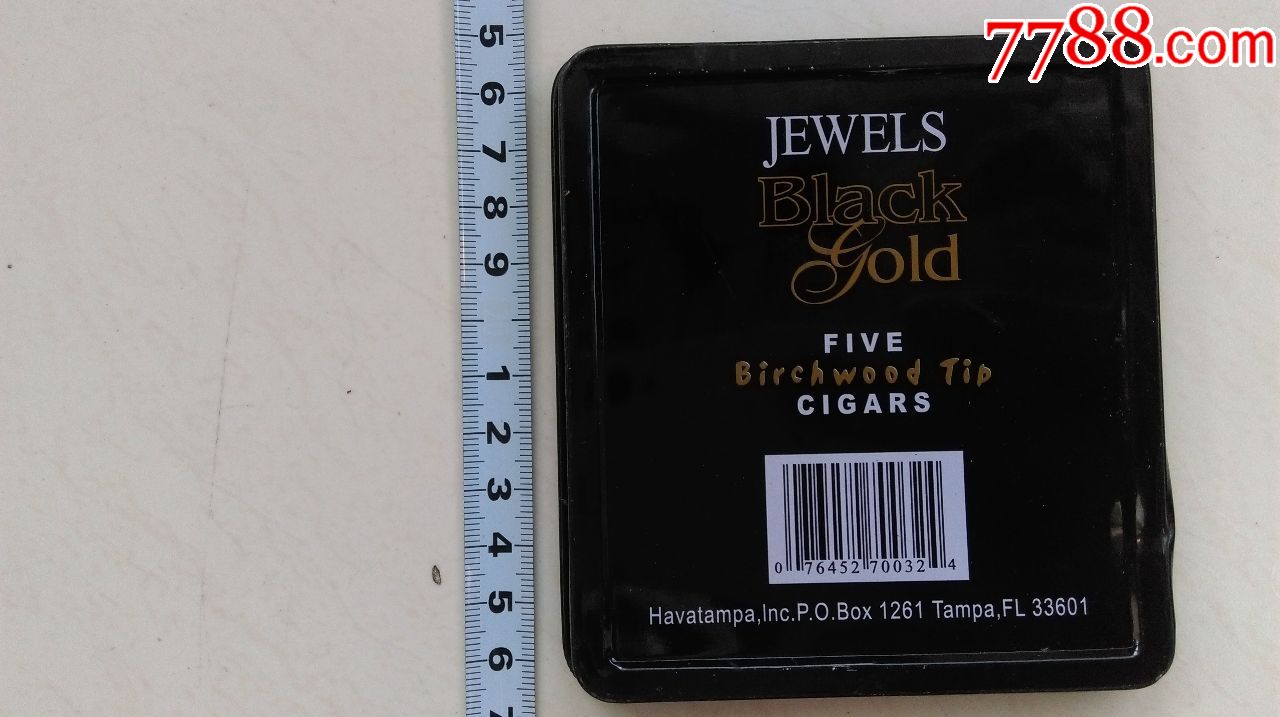 7788.com
5
6
7
8
9
1
2
3
4
5
6
JEWELS
Black
Gold
FIVE
Birchwood Tip
CIGARS
0 76452 70032 4
Havatampa,Inc.P.O.Box 1261 Tampa,FL 33601